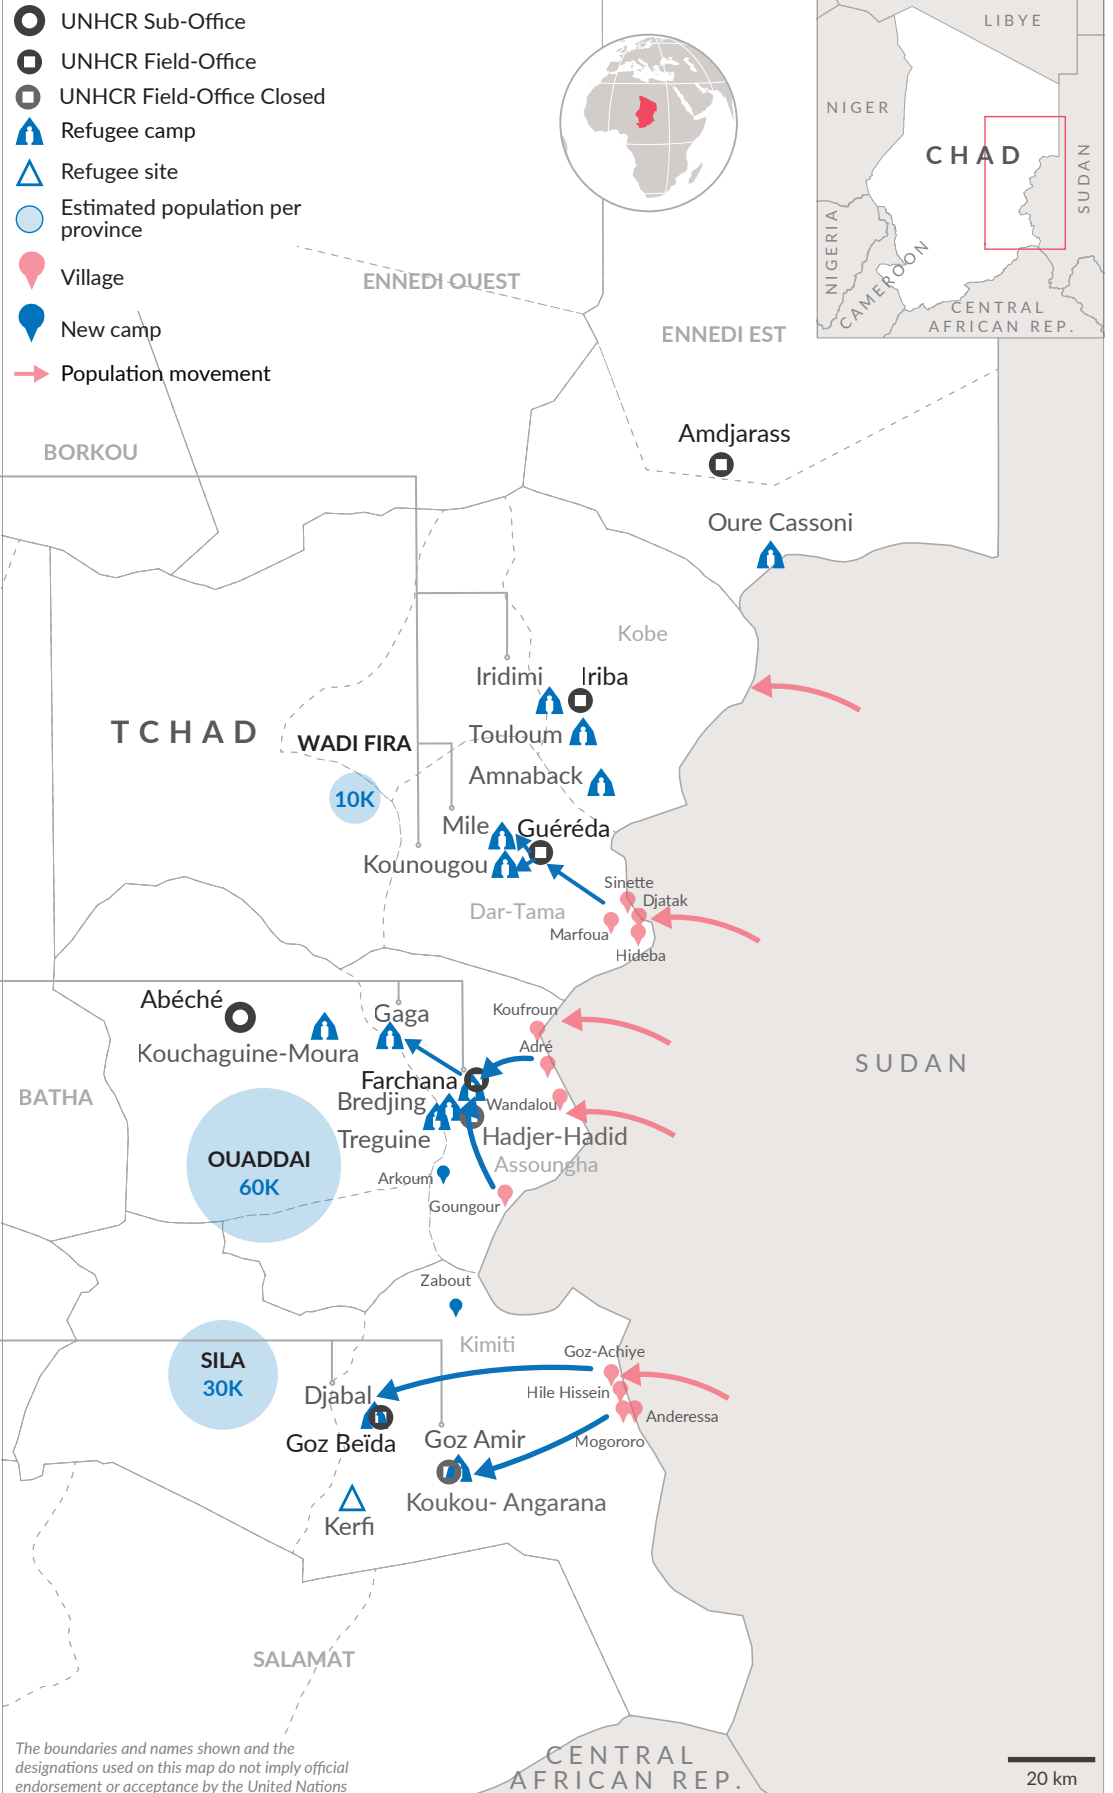 UNHCR Sub-Office
UNHCR Field-Office
UNHCR Field-Office Closed
Refugee camp
Refugee site
Estimated population per
province
Village
New camp
Population movement
LIBYE
NIGER
CHAD
SUDAN
NIGERIA
CAMEROON
CENTRAL
AFRICAN REP.
ENNEDI OUEST
ENNEDI EST
BORKOU
Amdjarass
Oure Cassoni
Kobe
Iridimi
Iriba
TCHAD
WADI FIRA
Touloum
Amnaback
10K
Mile
Guéréda
Kounougou
Sinette
Djatak
Dar-Tama
Marfoua
Hideba
Abéché
Gaga
Koufroun
Adré
Kouchaguine-Moura
SUDAN
Farchana
BATHA
Bredjing
Wandalou
Treguine
Hadjer-Hadid
Assoungha
OUADDAI
60K
Arkoum
Goungour
Zabout
Kimiti
Goz-Achiye
SILA
30K
Djabal
Hile Hissein
Anderessa
Goz Beïda
Goz Amir
Mogororo
Koukou- Angarana
Kerfi
SALAMAT
The boundaries and names shown and the
designations used on this map do not imply official
endorsement or acceptance by the United Nations
CENTRAL
AFRICAN REP.
20 km